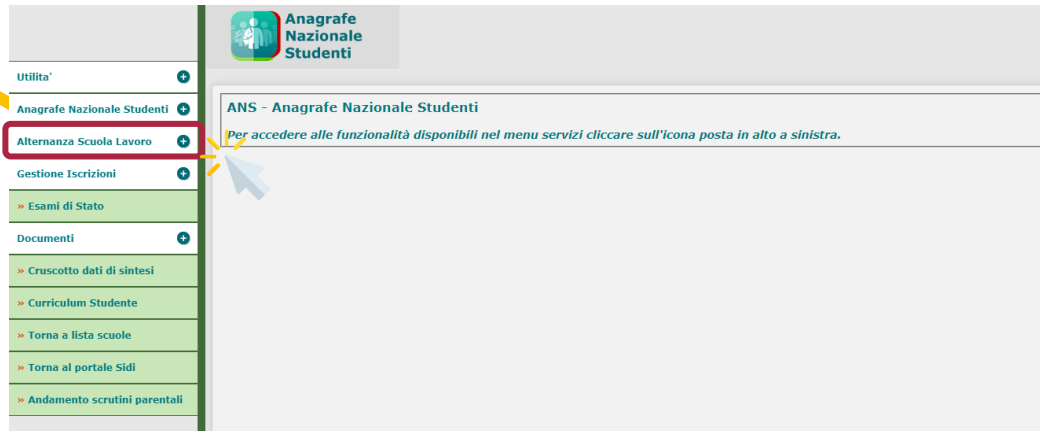 Anagrafe
Nazionale
Studenti
Utilita'
Anagrafe Nazionale Studenti
Alternanza Scuola Lavoro
Gestione Iscrizioni
» Esami di Stato
Documenti
» Cruscotto dati di sintesi
» Curriculum Studente
» Torna a lista scuole
» Torna al portale Sidi
» Andamento scrutini parentali
ANS - Anagrafe Nazionale Studenti
Per accedere alle funzionalità disponibili nel menu servizi cliccare sull'icona posta in alto a sinistra.